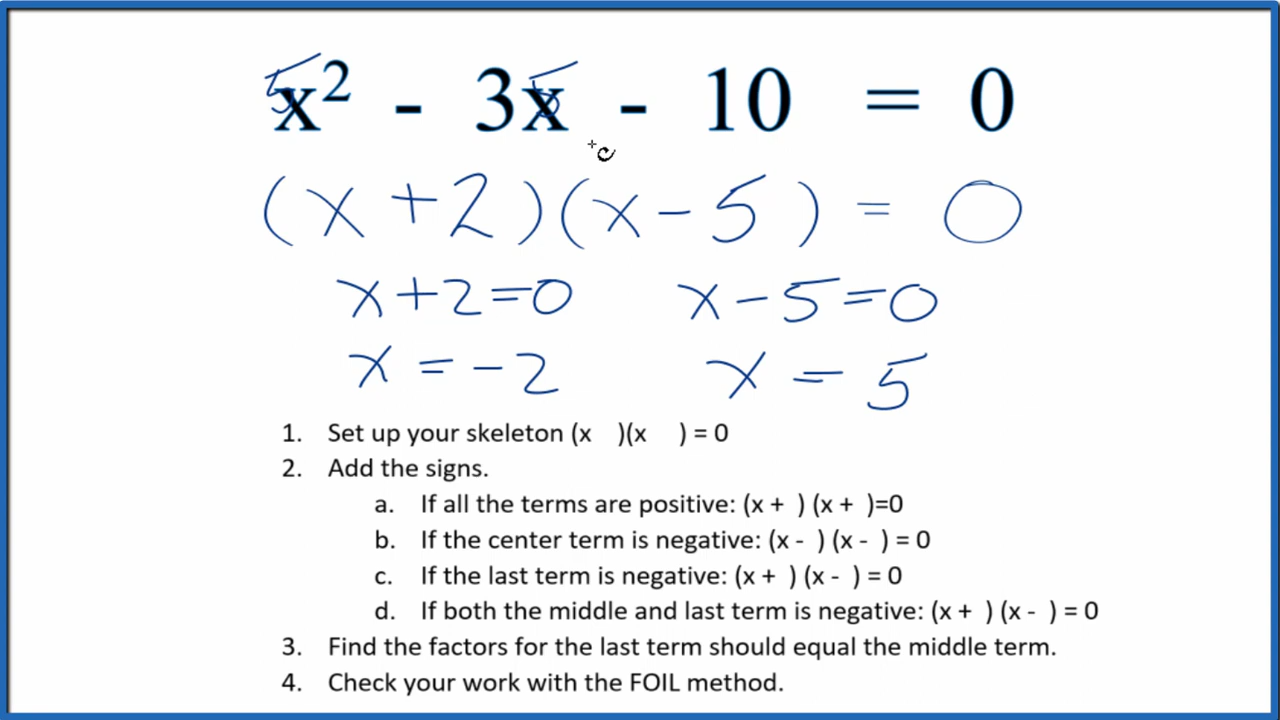 x² - 3x - 10 = 0
5 5
(x + 2)(x - 5) = 0
x + 2 = 0 x - 5 = 0
x = -2 x = 5
1. Set up your skeleton (x )(x ) = 0
2. Add the signs.
a. If all the terms are positive: (x + ) (x + )=0
b. If the center term is negative: (x - ) (x - ) = 0
c. If the last term is negative: (x + ) (x - ) = 0
d. If both the middle and last term is negative: (x + ) (x - ) = 0
3. Find the factors for the last term should equal the middle term.
4. Check your work with the FOIL method.